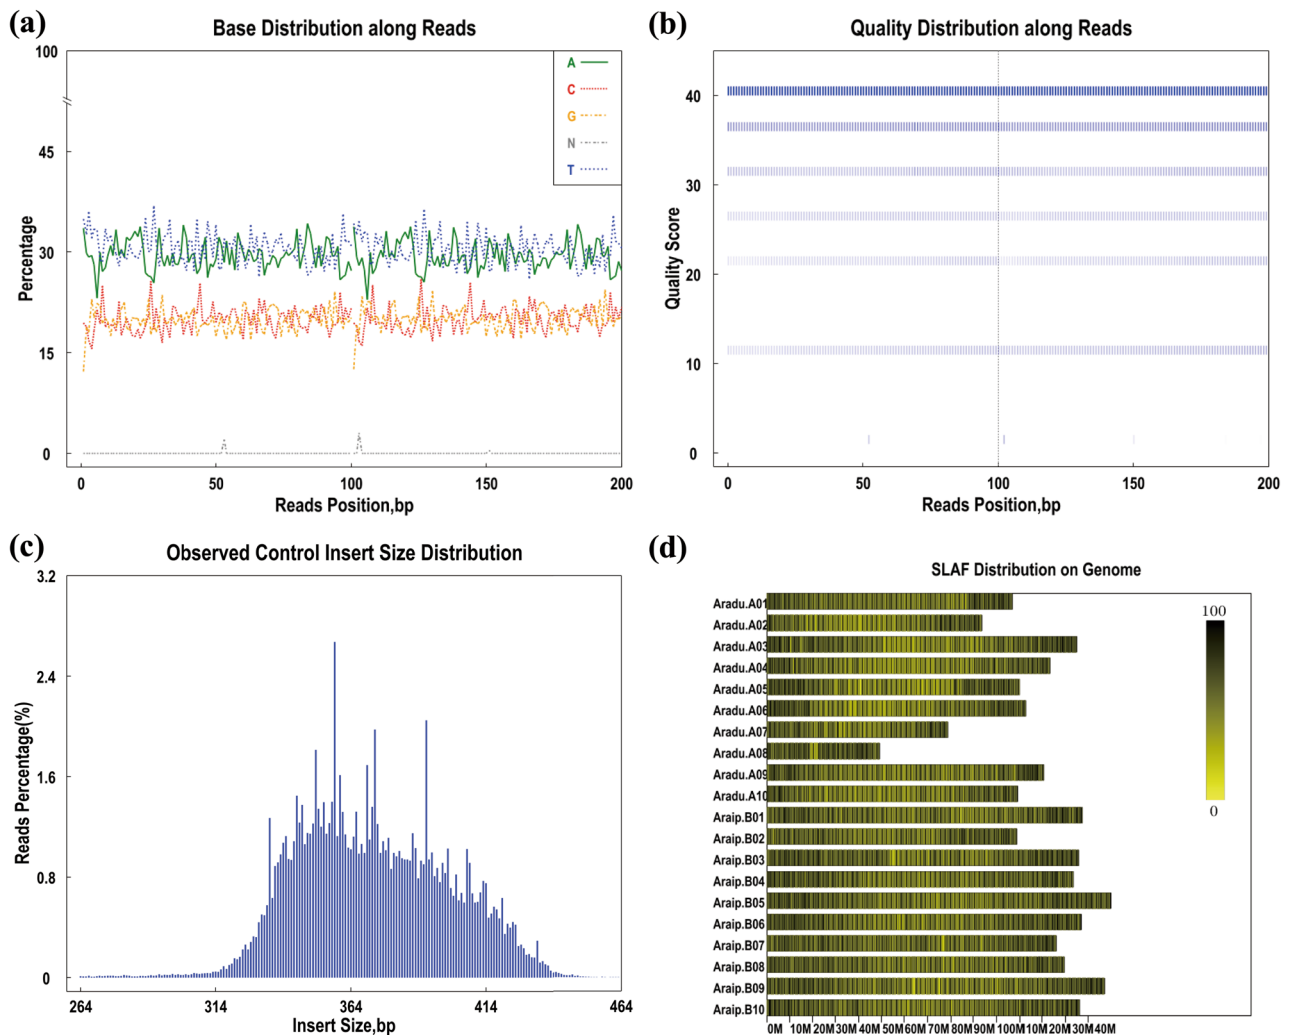 (a)
Base Distribution along Reads
100
45
30
15
0
Percentage
A
C
G
N
T
0 50 100 150 200
Reads Position,bp
(b)
Quality Distribution along Reads
40
30
20
10
0
Quality Score
0 50 100 150 200
Reads Position,bp
(c)
Observed Control Insert Size Distribution
3.2
2.4
1.6
0.8
0
Reads Percentage(%)
264 314 364 414 464
Insert Size,bp
(d)
SLAF Distribution on Genome
Aradu.A01
Aradu.A02
Aradu.A03
Aradu.A04
Aradu.A05
Aradu.A06
Aradu.A07
Aradu.A08
Aradu.A09
Aradu.A10
Araip.B01
Araip.B02
Araip.B03
Araip.B04
Araip.B05
Araip.B06
Araip.B07
Araip.B08
Araip.B09
Araip.B10
0M 10M 20M 30M 40M 50M 60M 70M 80M 90M 100M 110M 120M 130M 140M
100
0